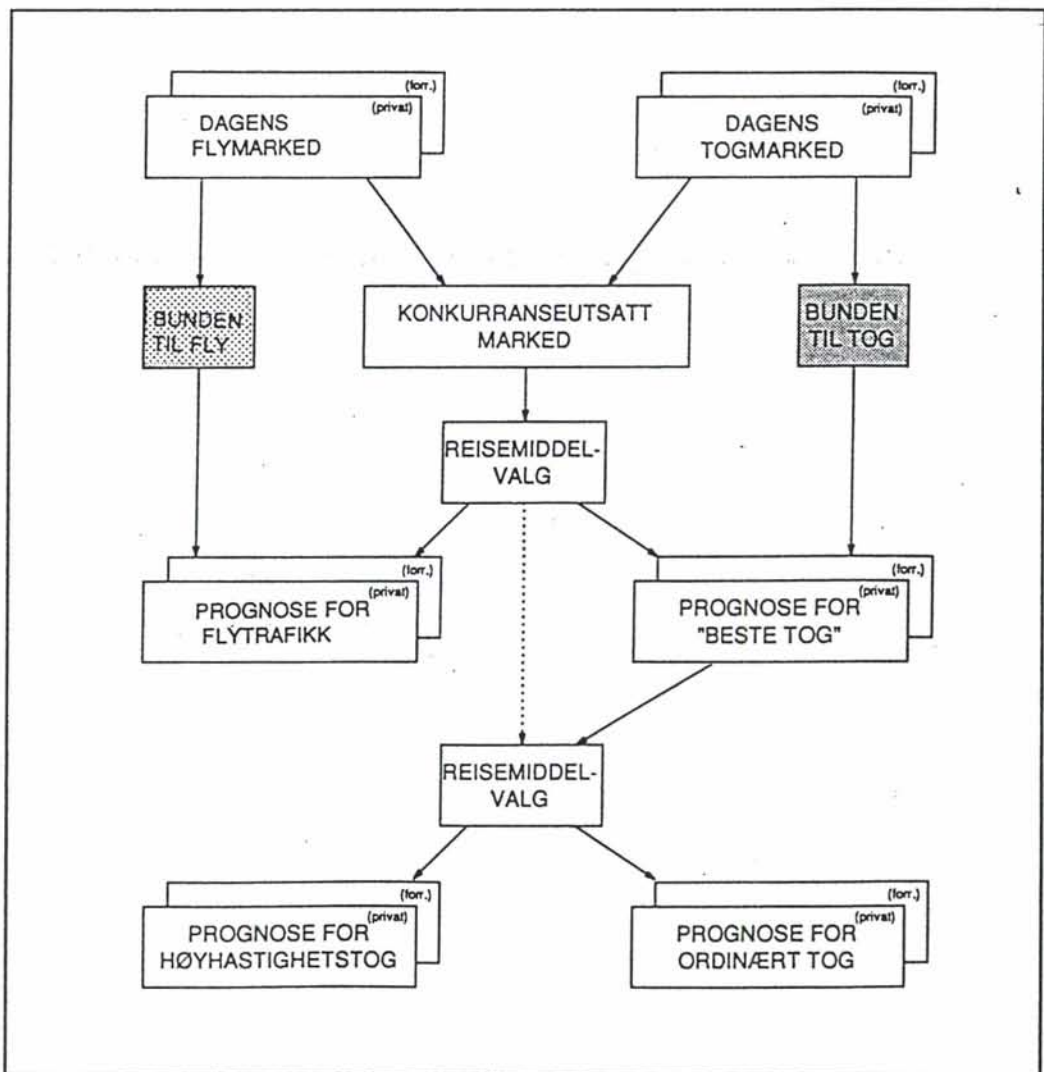 (forr.)
(privat)
DAGENS
FLYMARKED
(forr.)
(privat)
DAGENS
TOGMARKED
BUNDEN
TIL FLY
KONKURRANSEUTSATT
MARKED
BUNDEN
TIL TOG
REISEMIDDEL-
VALG
(forr.)
(privat)
PROGNOSE FOR
FLYTRAFIKK
(forr.)
(privat)
PROGNOSE FOR
"BESTE TOG"
REISEMIDDEL-
VALG
(forr.)
(privat)
PROGNOSE FOR
HØYHASTIGHETSTOG
(forr.)
(privat)
PROGNOSE FOR
ORDINÆRT TOG